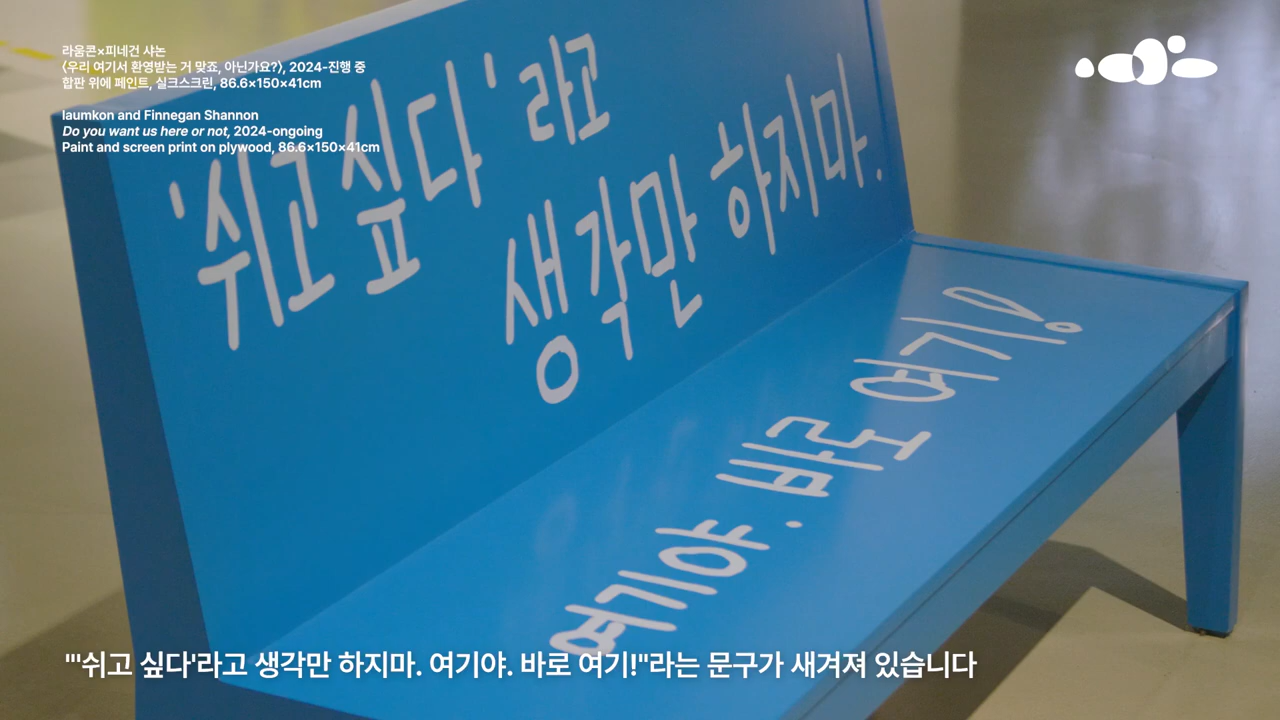 라움콘×피네건 샤논
〈우리 여기서 환영받는 거 맞죠, 아닌가요?〉, 2024-진행 중
합판 위에 페인트, 실크스크린, 86.6×150×41cm
laumkon and Finnegan Shannon
Do you want us here or not, 2024-ongoing
Paint and screen print on plywood, 86.6×150×41cm
'쉬고 싶다'라고
생각만 하지마.
여기야. 바로 여기!
"'쉬고 싶다'라고 생각만 하지마. 여기야. 바로 여기!"라는 문구가 새겨져 있습니다